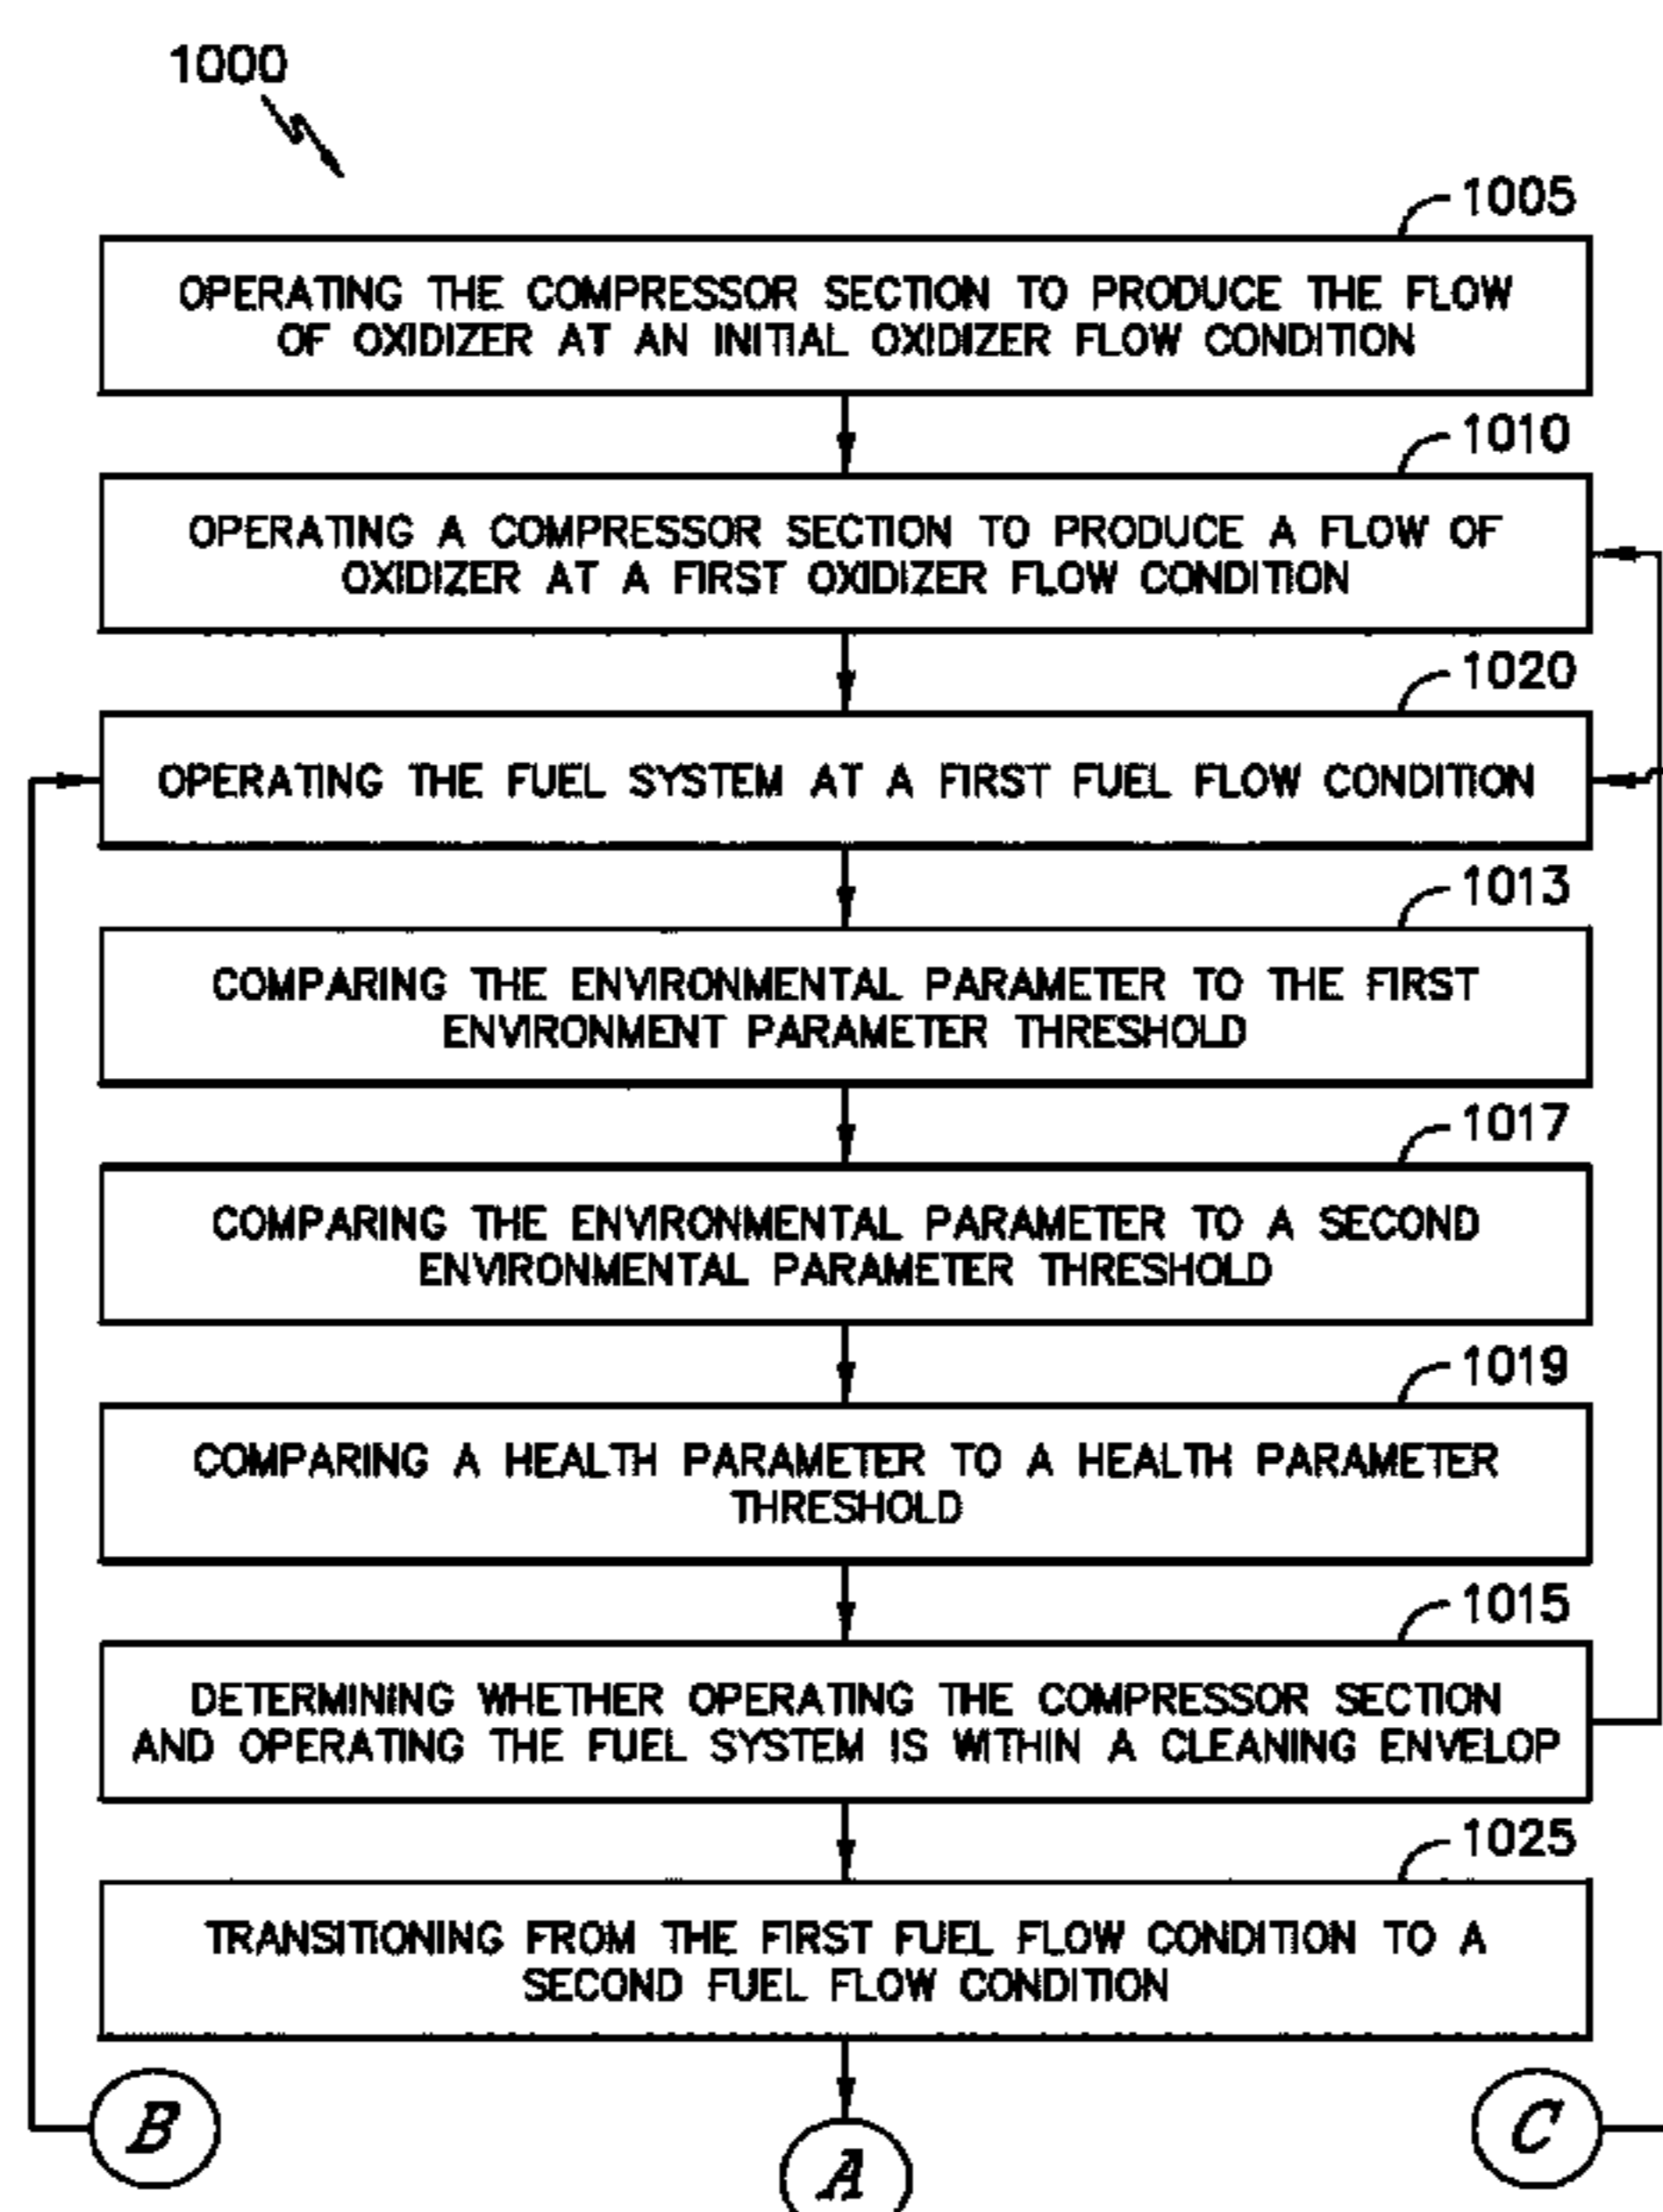 1000
1005
OPERATING THE COMPRESSOR SECTION TO PRODUCE THE FLOW
OF OXIDIZER AT AN INITIAL OXIDIZER FLOW CONDITION
1010
OPERATING A COMPRESSOR SECTION TO PRODUCE A FLOW OF
OXIDIZER AT A FIRST OXIDIZER FLOW CONDITION
1020
OPERATING THE FUEL SYSTEM AT A FIRST FUEL FLOW CONDITION
1013
COMPARING THE ENVIRONMENTAL PARAMETER TO THE FIRST
ENVIRONMENT PARAMETER THRESHOLD
1017
COMPARING THE ENVIRONMENTAL PARAMETER TO A SECOND
ENVIRONMENTAL PARAMETER THRESHOLD
1019
COMPARING A HEALTH PARAMETER TO A HEALTH PARAMETER
THRESHOLD
1015
DETERMINING WHETHER OPERATING THE COMPRESSOR SECTION
AND OPERATING THE FUEL SYSTEM IS WITHIN A CLEANING ENVELOP
1025
TRANSITIONING FROM THE FIRST FUEL FLOW CONDITION TO A
SECOND FUEL FLOW CONDITION
B
A
C